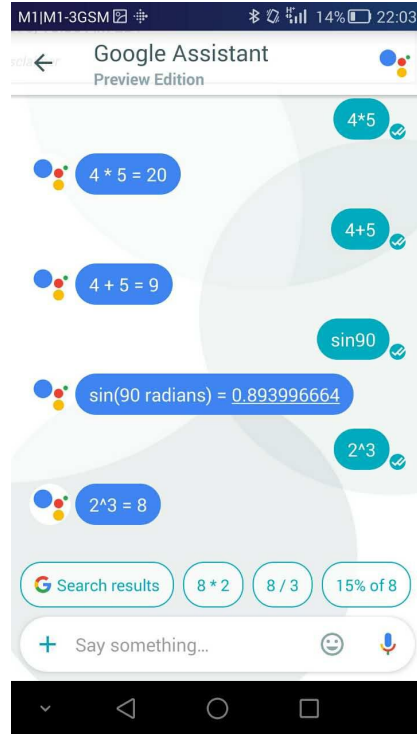 M1|M1-3GSM 14% 22:03
Google Assistant
Preview Edition
4*5
4 * 5 = 20
4+5
4 + 5 = 9
sin90
sin(90 radians) = 0.893996664
2^3
2^3 = 8
G Search results 8 * 2 8 / 3 15% of 8
+ Say something...